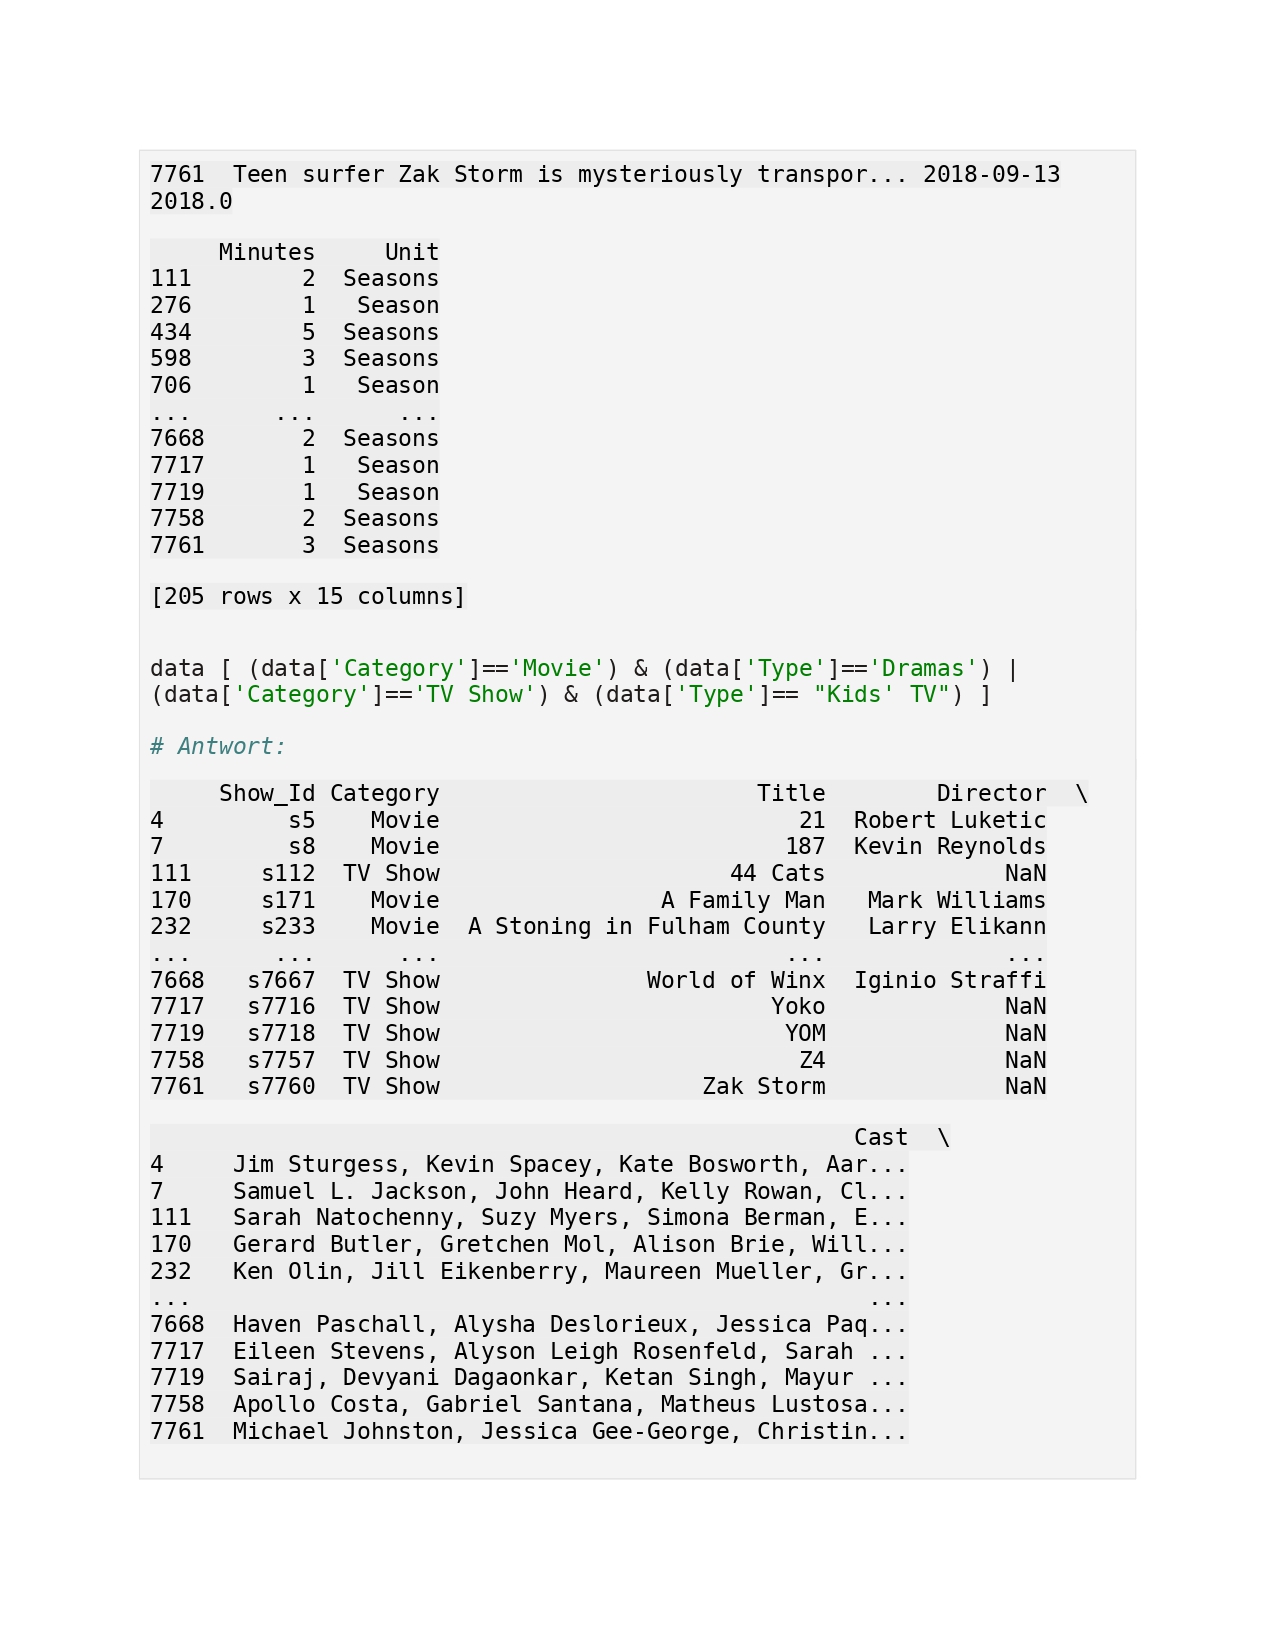 7761  Teen surfer Zak Storm is mysteriously transpor... 2018-09-13
2018.0
     Minutes     Unit
111        2  Seasons
276        1   Season
434        5  Seasons
598        3  Seasons
706        1   Season
...      ...      ...
7668       2  Seasons
7717       1   Season
7719       1   Season
7758       2  Seasons
7761       3  Seasons
[205 rows x 15 columns]
data [ (data['Category']=='Movie') & (data['Type']=='Dramas') |
(data['Category']=='TV Show') & (data['Type']== "Kids' TV") ]
# Antwort:
     Show_Id Category                       Title        Director  \
4         s5    Movie                          21  Robert Luketic
7         s8    Movie                         187  Kevin Reynolds
111     s112  TV Show                     44 Cats             NaN
170     s171    Movie                A Family Man   Mark Williams
232     s233    Movie  A Stoning in Fulham County   Larry Elikann
...      ...      ...                         ...             ...
7668   s7667  TV Show               World of Winx  Iginio Straffi
7717   s7716  TV Show                        Yoko             NaN
7719   s7718  TV Show                         YOM             NaN
7758   s7757  TV Show                          Z4             NaN
7761   s7760  TV Show                   Zak Storm             NaN
                                                   Cast  \
4     Jim Sturgess, Kevin Spacey, Kate Bosworth, Aar...
7     Samuel L. Jackson, John Heard, Kelly Rowan, Cl...
111   Sarah Natochenny, Suzy Myers, Simona Berman, E...
170   Gerard Butler, Gretchen Mol, Alison Brie, Will...
232   Ken Olin, Jill Eikenberry, Maureen Mueller, Gr...
...                                                 ...
7668  Haven Paschall, Alysha Deslorieux, Jessica Paq...
7717  Eileen Stevens, Alyson Leigh Rosenfeld, Sarah ...
7719  Sairaj, Devyani Dagaonkar, Ketan Singh, Mayur ...
7758  Apollo Costa, Gabriel Santana, Matheus Lustosa...
7761  Michael Johnston, Jessica Gee-George, Christin...